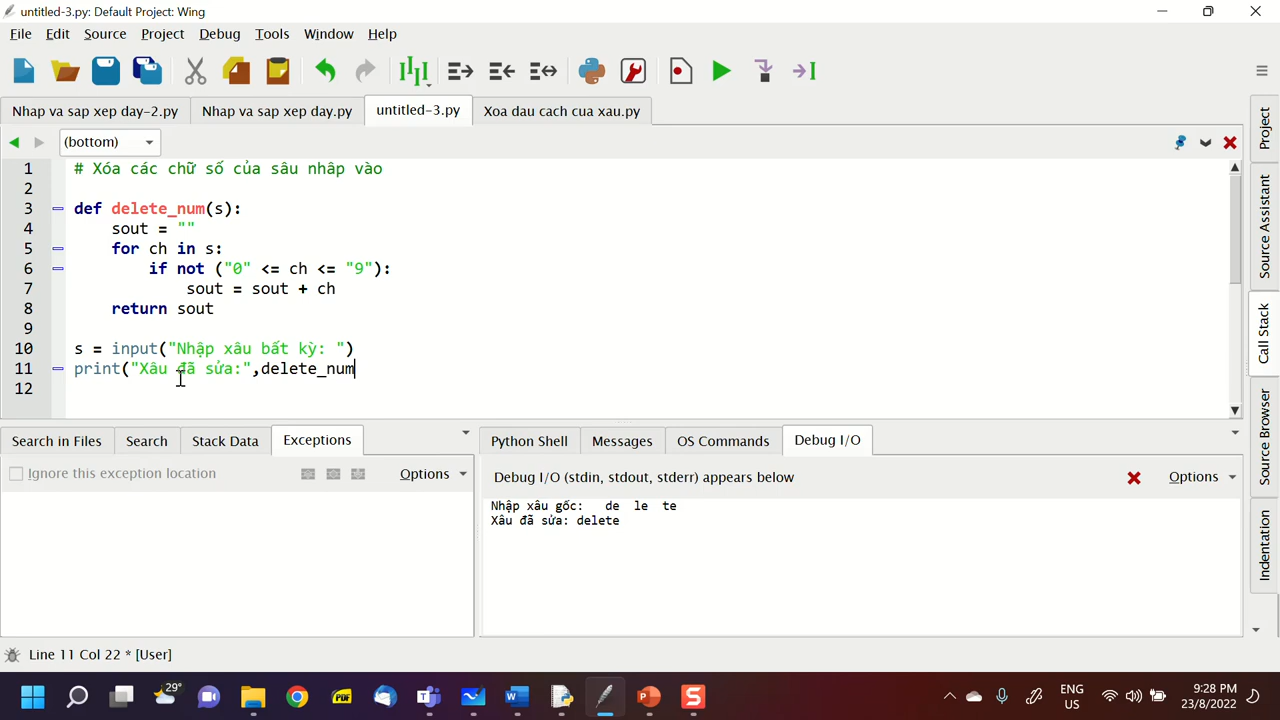 untitled-3.py: Default Project: Wing
File Edit Source Project Debug Tools Window Help
Nhap va sap xep day-2.py Nhap va sap xep day.py untitled-3.py Xoa dau cach cua xau.py
(bottom)
1 # Xóa các chữ số của sâu nhâp vào
2
3 def delete_num(s):
4 sout = ""
5 for ch in s:
6 if not ("0" <= ch <= "9"):
7 sout = sout + ch
8 return sout
9
10 s = input("Nhập xâu bất kỳ: ")
11 print("Xâu đã sửa:",delete_num
12
Project
Source Assistant
Call Stack
Source Browser
Indentation
Search in Files Search Stack Data Exceptions
Ignore this exception location Options
Python Shell Messages OS Commands Debug I/O
Debug I/O (stdin, stdout, stderr) appears below Options
Nhập xâu gốc:   de  le  te
Xâu đã sửa: delete
Line 11 Col 22 * [User]
29°
PDF
ENG
US
9:28 PM
23/8/2022